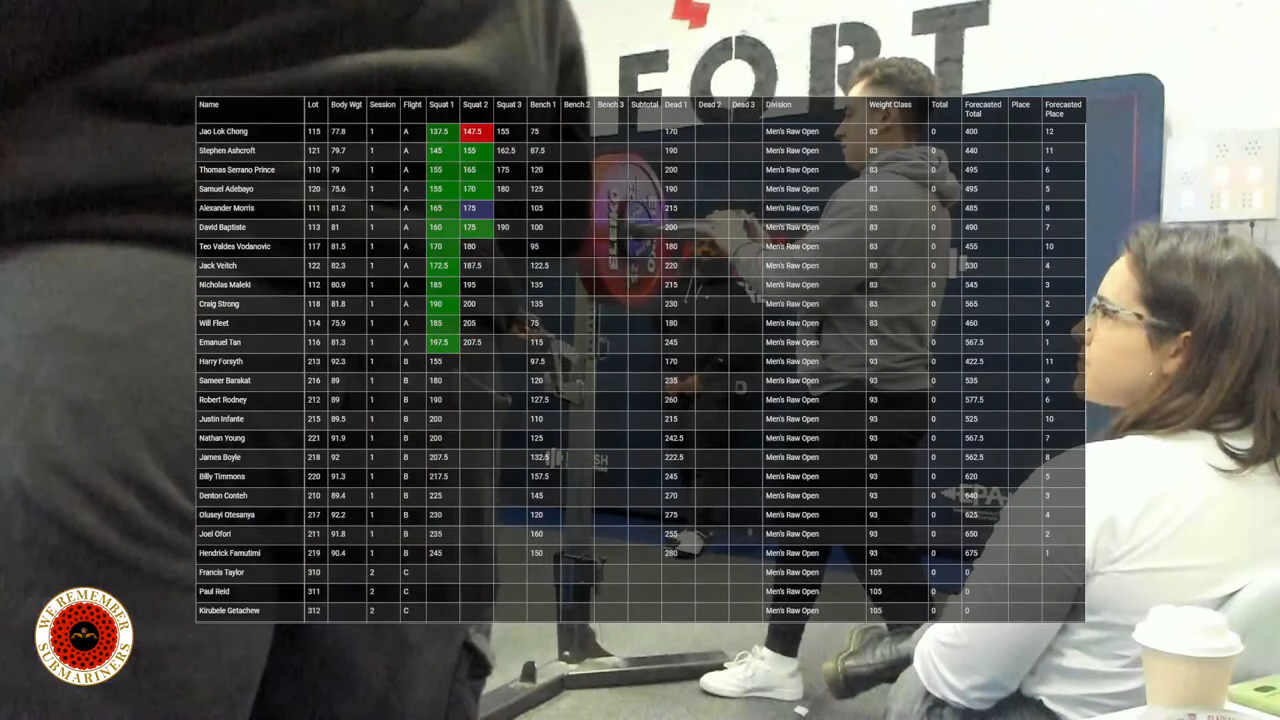 EFORT
Name Lot Body Wgt Session Flight Squat 1 Squat 2 Squat 3 Bench 1 Bench 2 Bench 3 Subtotal Dead 1 Dead 2 Dead 3 Division Weight Class Total Forecasted Total Place Forecasted Place
Jao Lok Chong 115 77.8 1 A 137.5 147.5 155 75 170 Men's Raw Open 83 0 400 12
Stephen Ashcroft 121 79.7 1 A 145 155 162.5 87.5 190 Men's Raw Open 83 0 440 11
Thomas Serrano Prince 110 79 1 A 155 165 175 120 200 Men's Raw Open 83 0 495 6
Samuel Adebayo 120 75.6 1 A 155 170 180 125 190 Men's Raw Open 83 0 495 5
Alexander Morris 111 81.2 1 A 165 175 105 215 Men's Raw Open 83 0 485 8
David Baptiste 113 81 1 A 160 175 190 100 200 Men's Raw Open 83 0 490 7
Teo Valdes Vodanovic 117 81.5 1 A 170 180 95 180 Men's Raw Open 83 0 455 10
Jack Veitch 122 82.3 1 A 172.5 187.5 122.5 220 Men's Raw Open 83 0 530 4
Nicholas Maleki 112 80.9 1 A 185 195 135 215 Men's Raw Open 83 0 545 3
Craig Strong 118 81.8 1 A 190 200 135 230 Men's Raw Open 83 0 565 2
Will Fleet 114 75.9 1 A 185 205 75 180 Men's Raw Open 83 0 460 9
Emanuel Tan 116 81.3 1 A 197.5 207.5 115 245 Men's Raw Open 83 0 567.5 1
Harry Forsyth 213 92.3 1 B 155 97.5 170 Men's Raw Open 93 0 422.5 11
Sameer Barakat 216 89 1 B 180 120 235 Men's Raw Open 93 0 535 9
Robert Rodney 212 89 1 B 190 127.5 260 Men's Raw Open 93 0 577.5 6
Justin Infante 215 89.5 1 B 200 110 215 Men's Raw Open 93 0 525 10
Nathan Young 221 91.9 1 B 200 125 242.5 Men's Raw Open 93 0 567.5 7
James Boyle 218 92 1 B 207.5 132.5 222.5 Men's Raw Open 93 0 562.5 8
Billy Timmons 220 91.3 1 B 217.5 157.5 245 Men's Raw Open 93 0 620 5
Denton Conteh 210 89.4 1 B 225 145 270 Men's Raw Open 93 0 640 3
Oluseyi Otesanya 217 92.2 1 B 230 120 275 Men's Raw Open 93 0 625 4
Joel Ofori 211 91.8 1 B 235 160 255 Men's Raw Open 93 0 650 2
Hendrick Famutimi 219 90.4 1 B 245 150 280 Men's Raw Open 93 0 675 1
Francis Taylor 310 2 C Men's Raw Open 105 0 0
Paul Reid 311 2 C Men's Raw Open 105 0 0
Kirubele Getachew 312 2 C Men's Raw Open 105 0 0
ELEIKO
EPA
WE REMEMBER
SUBMARINERS